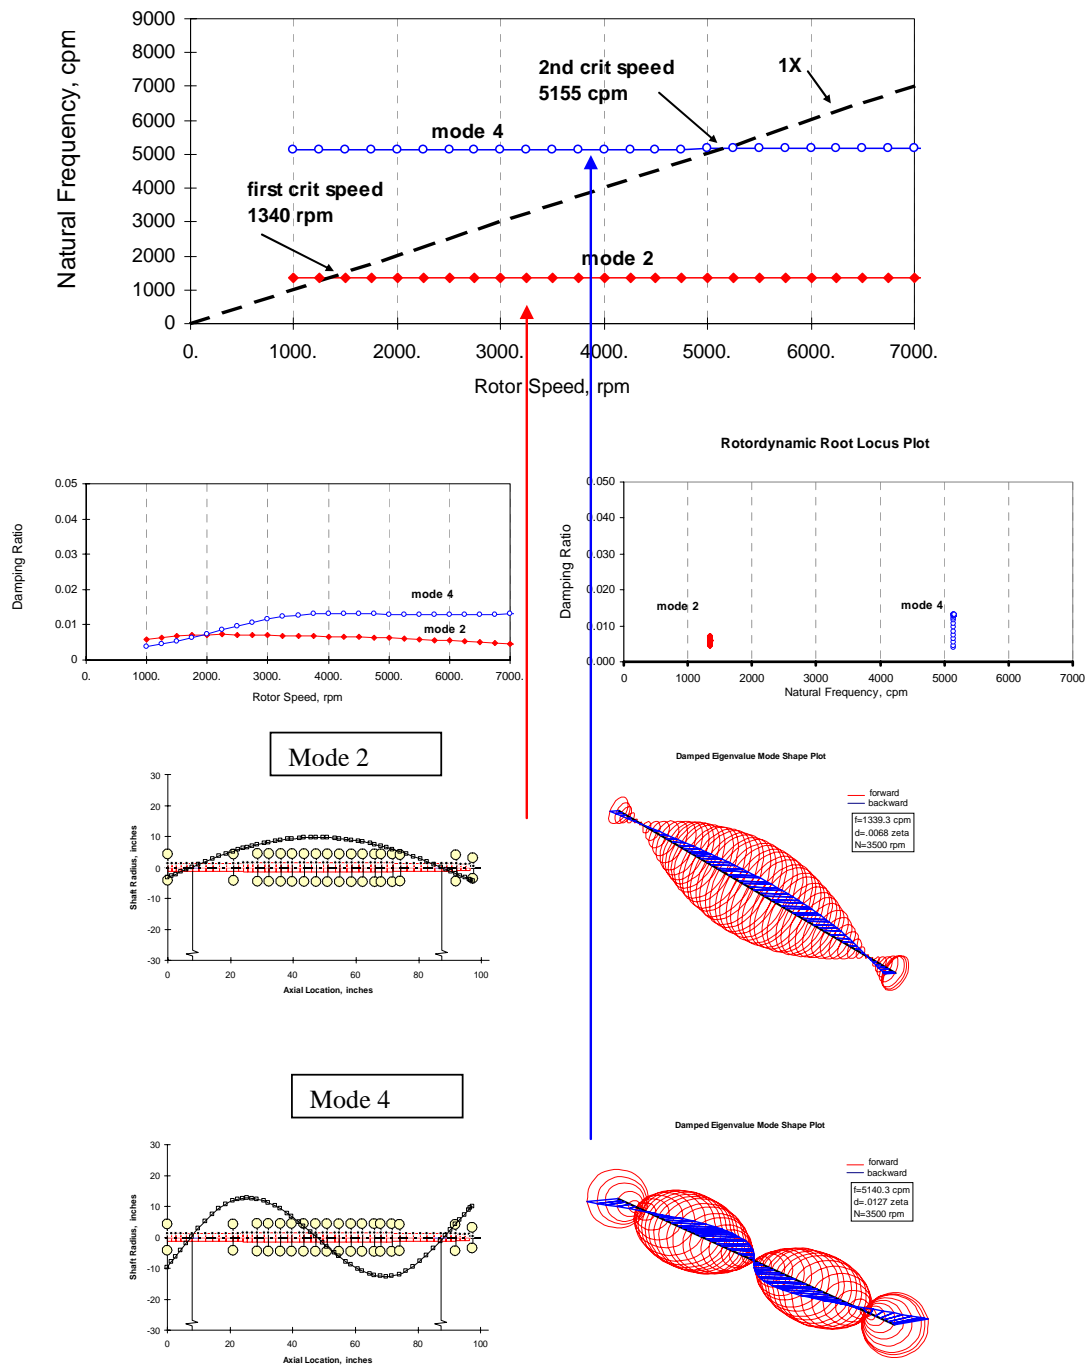 9000
8000
7000
6000
5000
4000
3000
2000
1000
0
Natural Frequency, cpm
2nd crit speed
5155 cpm
1X
mode 4
first crit speed
1340 rpm
mode 2
0. 1000. 2000. 3000. 4000. 5000. 6000. 7000.
Rotor Speed, rpm
0.05
0.04
0.03
0.02
0.01
0
Damping Ratio
mode 4
mode 2
0. 1000. 2000. 3000. 4000. 5000. 6000. 7000.
Rotor Speed, rpm
Rotordynamic Root Locus Plot
0.050
0.040
0.030
0.020
0.010
0.000
Damping Ratio
mode 2
mode 4
0 1000 2000 3000 4000 5000 6000 7000
Natural Frequency, cpm
Mode 2
30
20
10
0
-10
-20
-30
Shaft Radius, inches
0 20 40 60 80 100
Axial Location, inches
Damped Eigenvalue Mode Shape Plot
forward
backward
f=1339.3 cpm
d=.0068 zeta
N=3500 rpm
Mode 4
30
20
10
0
-10
-20
-30
Shaft Radius, inches
0 20 40 60 80 100
Axial Location, inches
Damped Eigenvalue Mode Shape Plot
forward
backward
f=5140.3 cpm
d=.0127 zeta
N=3500 rpm